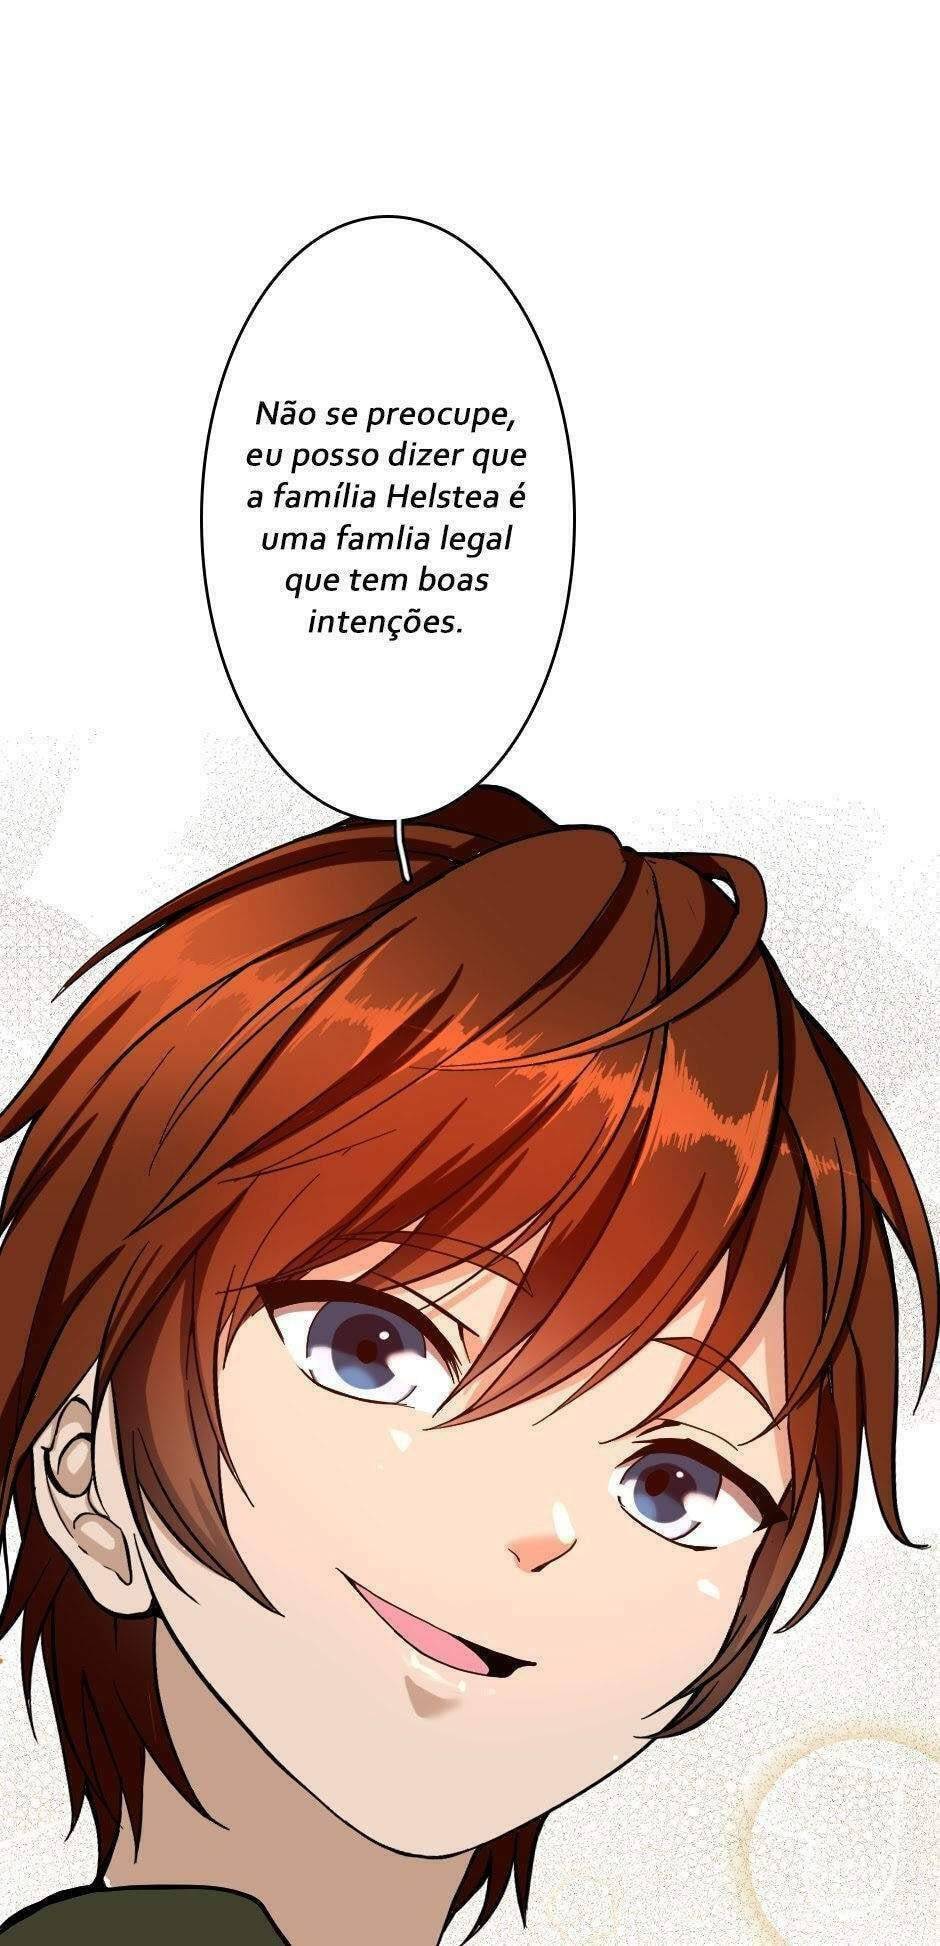 Não se preocupe,
eu posso dizer que
a família Helstea é
uma famlia legal
que tem boas
intenções.